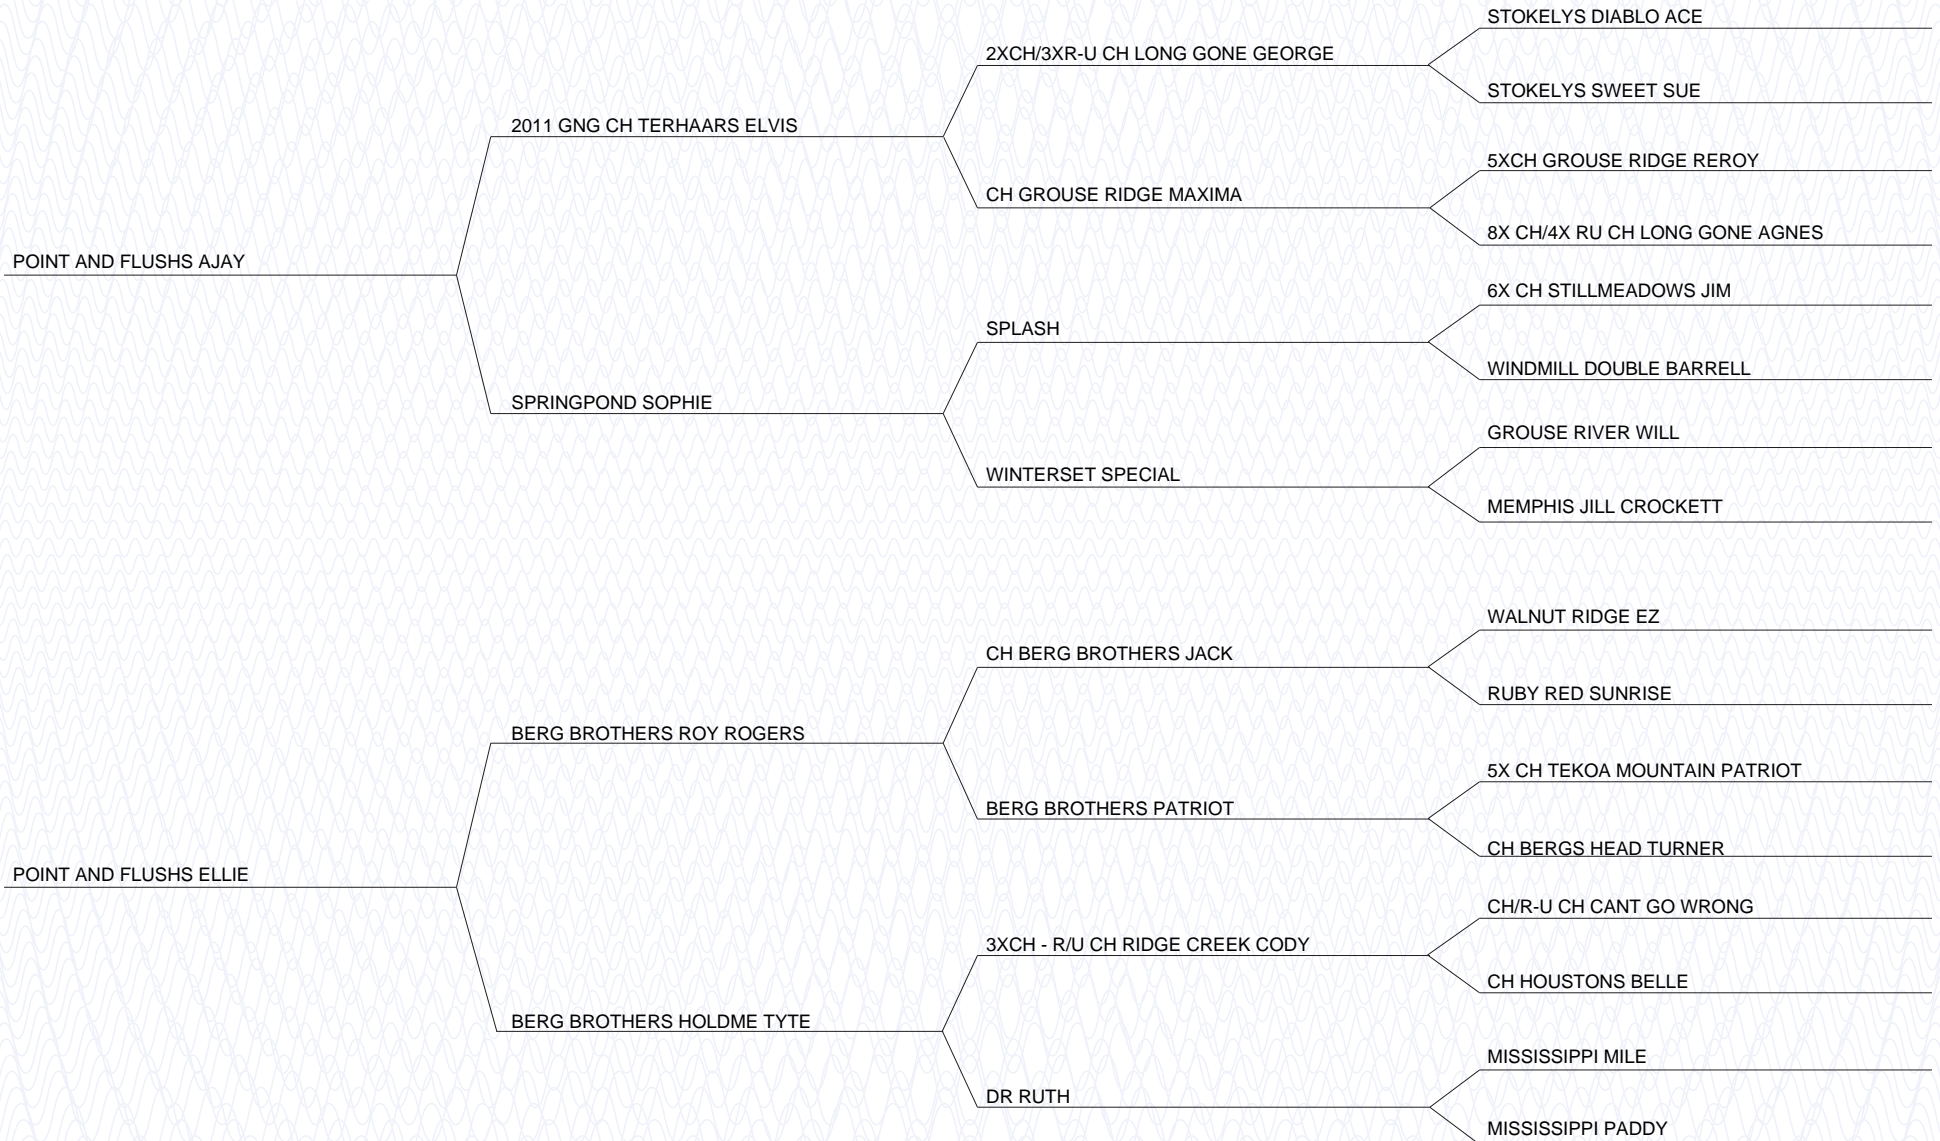 STOKELYS DIABLO ACE
2XCH/3XR-U CH LONG GONE GEORGE
STOKELYS SWEET SUE
2011 GNG CH TERHAARS ELVIS
5XCH GROUSE RIDGE REROY
CH GROUSE RIDGE MAXIMA
8X CH/4X RU CH LONG GONE AGNES
POINT AND FLUSHS AJAY
6X CH STILLMEADOWS JIM
SPLASH
WINDMILL DOUBLE BARRELL
SPRINGPOND SOPHIE
GROUSE RIVER WILL
WINTERSET SPECIAL
MEMPHIS JILL CROCKETT
WALNUT RIDGE EZ
CH BERG BROTHERS JACK
RUBY RED SUNRISE
BERG BROTHERS ROY ROGERS
5X CH TEKOA MOUNTAIN PATRIOT
BERG BROTHERS PATRIOT
CH BERGS HEAD TURNER
POINT AND FLUSHS ELLIE
CH/R-U CH CANT GO WRONG
3XCH - R/U CH RIDGE CREEK CODY
CH HOUSTONS BELLE
BERG BROTHERS HOLDME TYTE
MISSISSIPPI MILE
DR RUTH
MISSISSIPPI PADDY